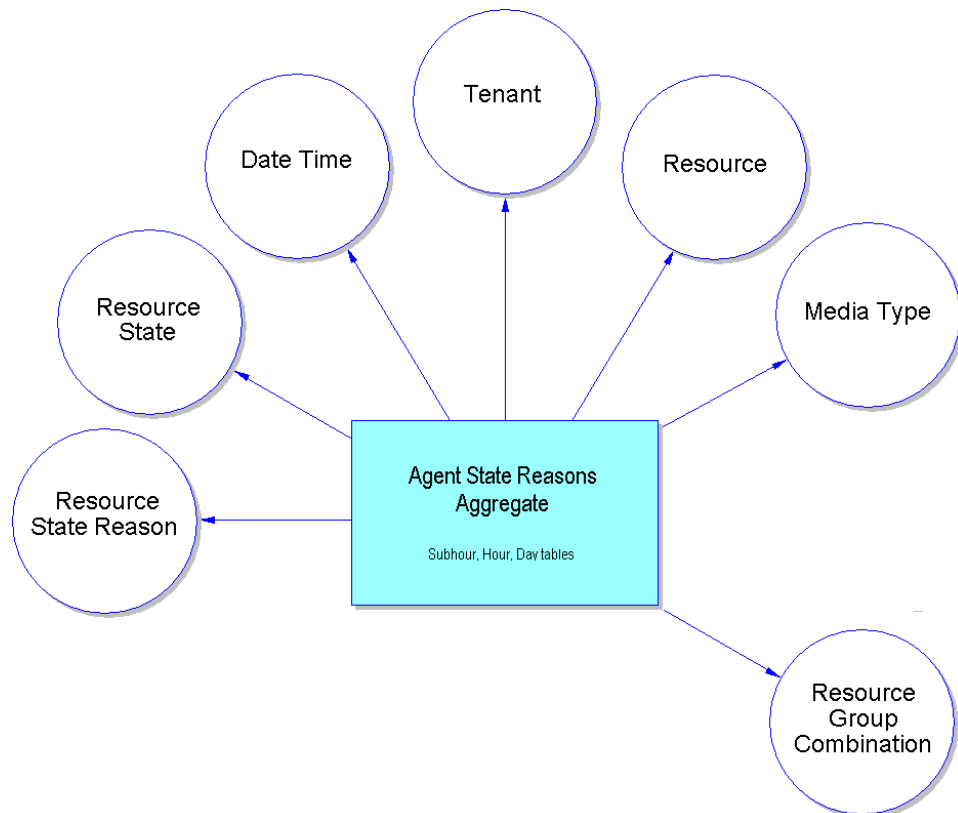 Tenant
Date Time
Resource
Resource
State
Media Type
Agent State Reasons
Aggregate
Subhour, Hour, Day tables
Resource
State Reason
Resource
Group
Combination